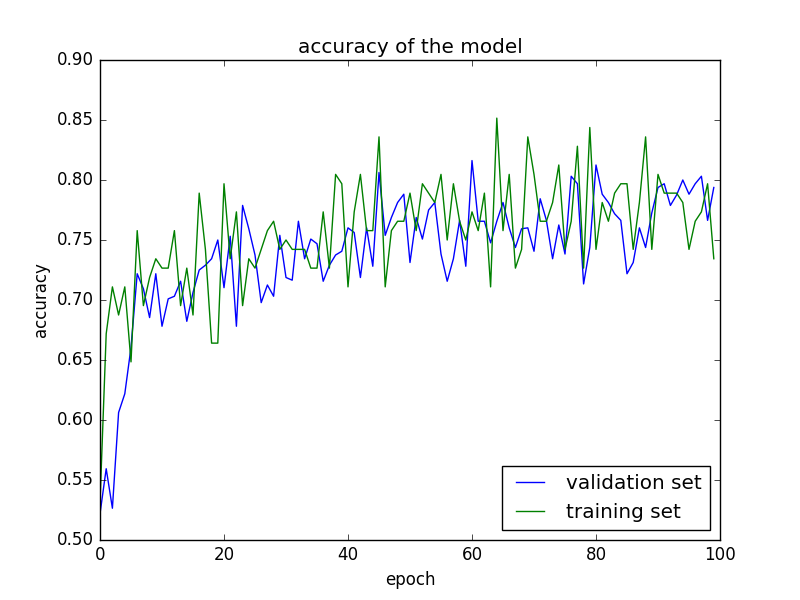 accuracy of the model
0.90
0.85
0.80
0.75
0.70
0.65
0.60
0.55
0.50
accuracy
0 20 40 60 80 100
epoch
validation set
training set